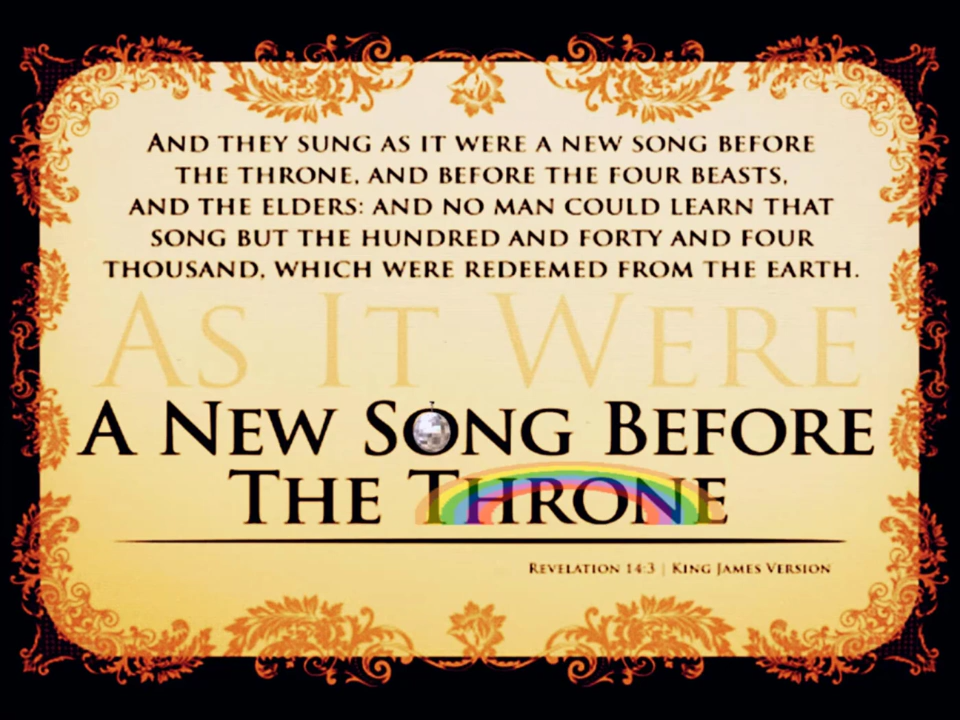 And they sung as it were a new song before
the throne, and before the four beasts,
and the elders: and no man could learn that
song but the hundred and forty and four
thousand, which were redeemed from the earth.
As It Were
A New Song Before
The Throne
Revelation 14:3 | King James Version